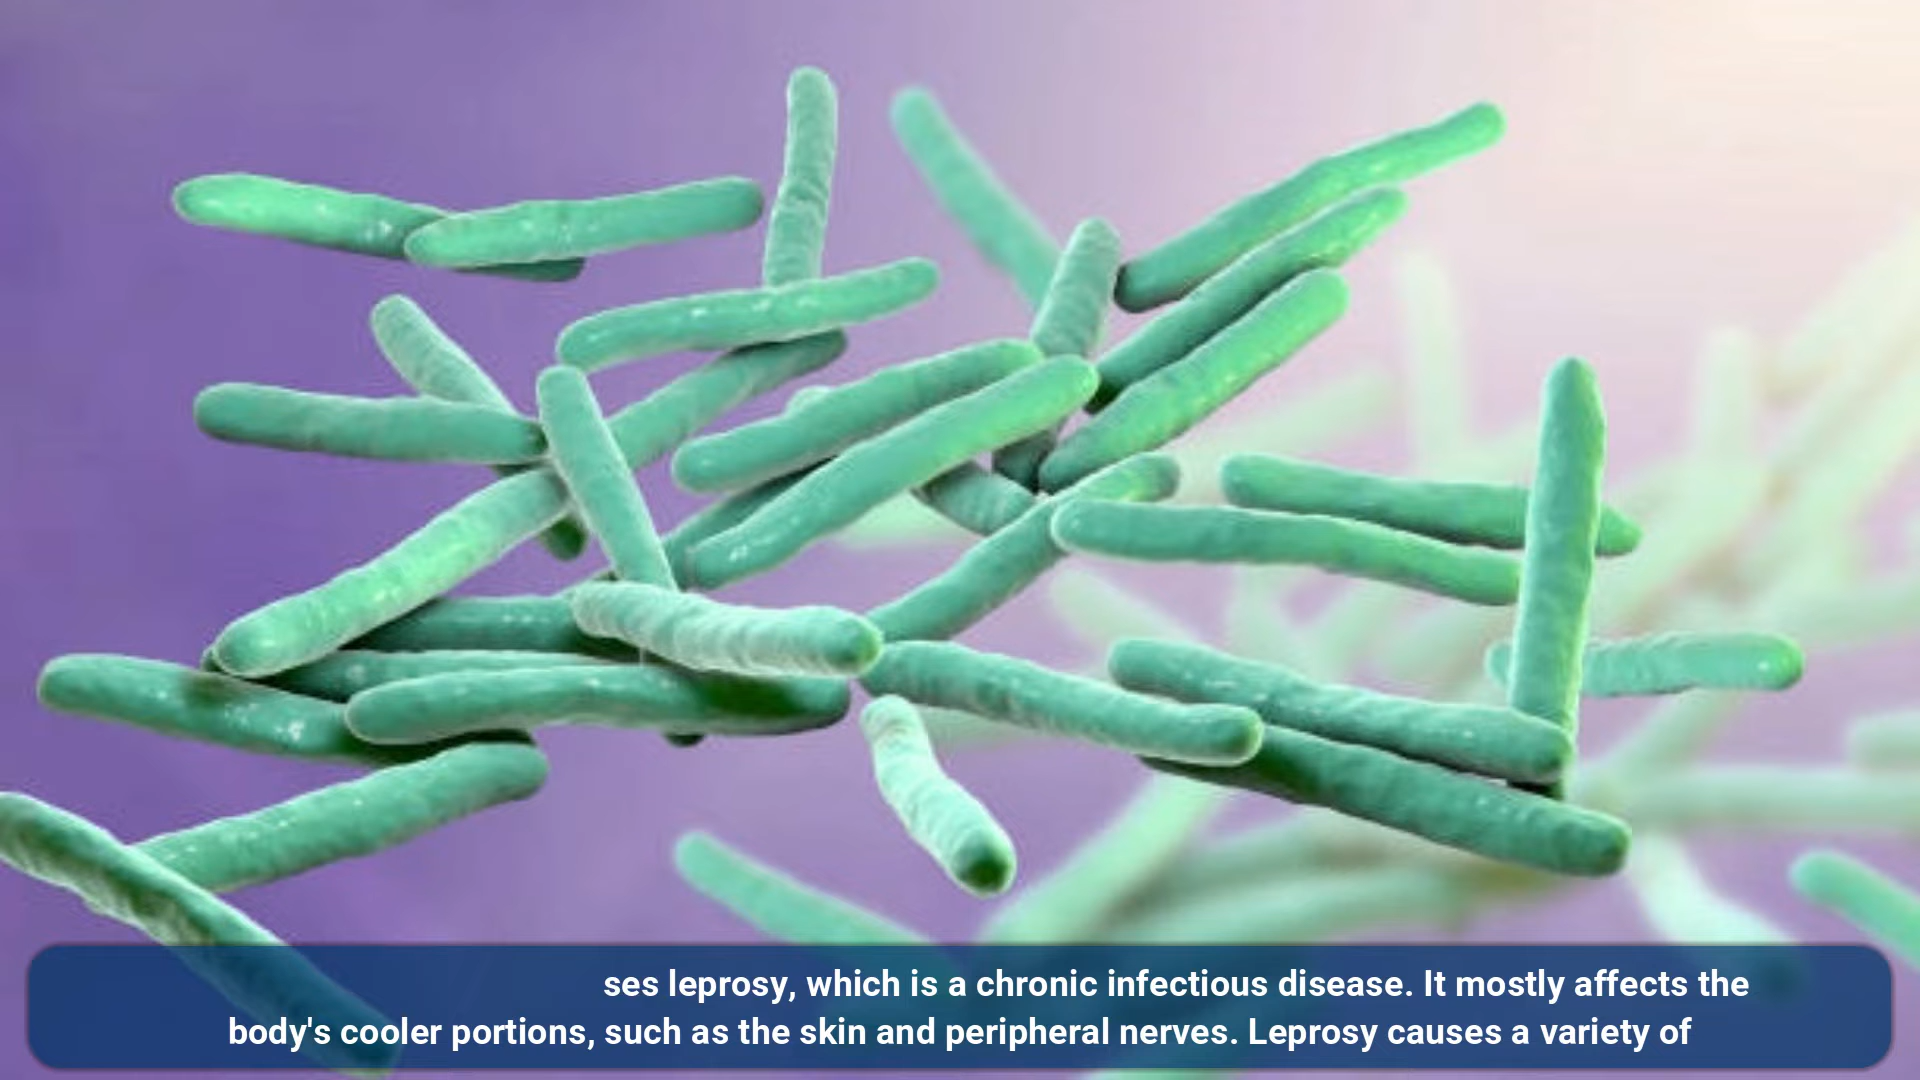 ses leprosy, which is a chronic infectious disease. It mostly affects the
body's cooler portions, such as the skin and peripheral nerves. Leprosy causes a variety of